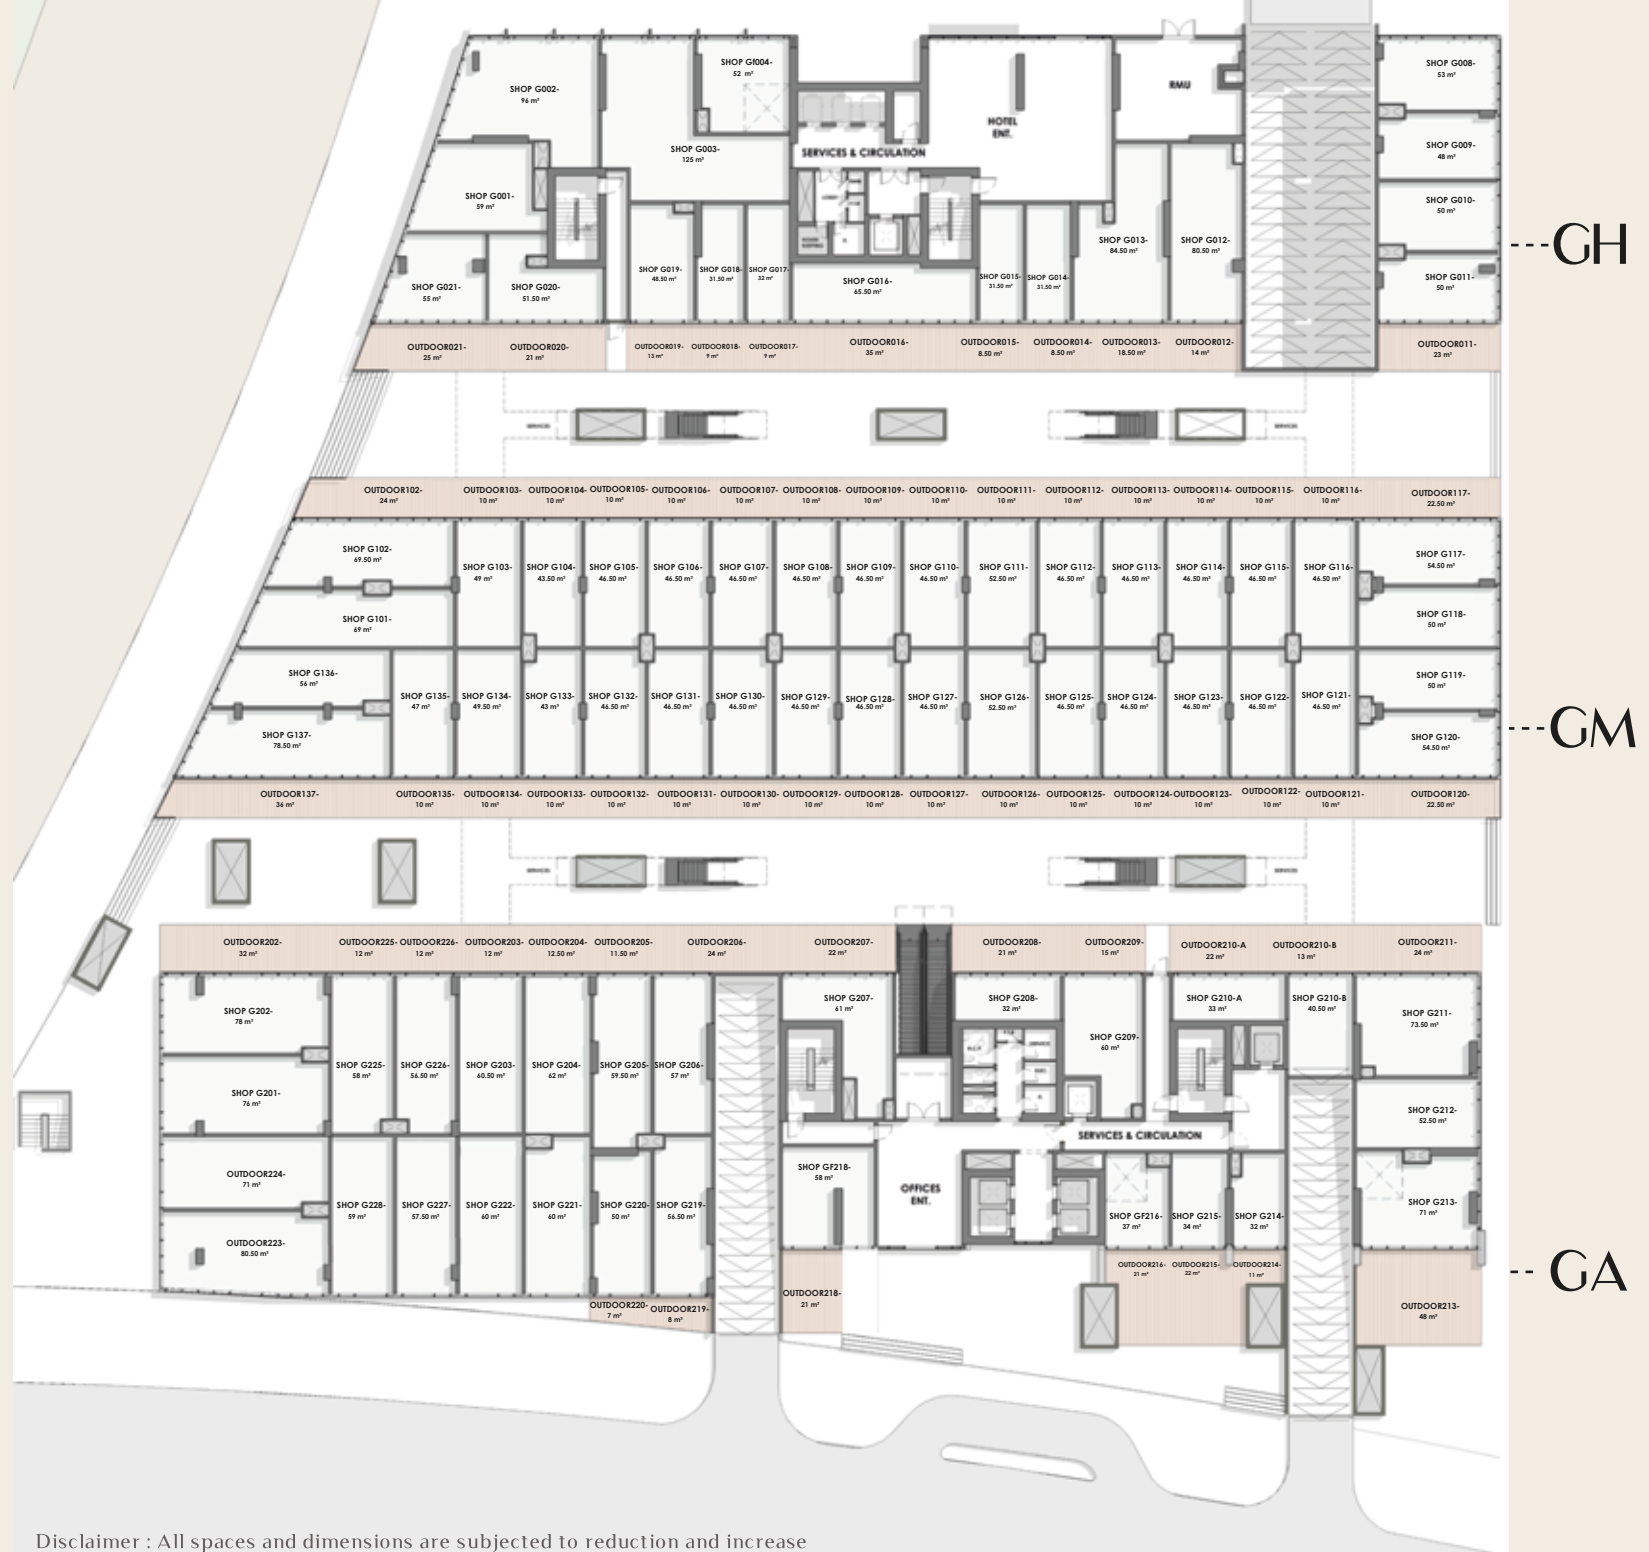 SHOP G002-
96 m²
SHOP Gf004-
52 m²
SHOP G003-
125 m²
SHOP G001-
59 m²
SHOP G021-
55 m²
SHOP G020-
51.50 m²
SERVICES & CIRCULATION
HOTEL
ENT.
RMU
SHOP G019-
48.50 m²
SHOP G018-
31.50 m²
SHOP G017-
32 m²
SHOP G016-
65.50 m²
SHOP G015-
31.50 m²
SHOP G014-
31.50 m²
SHOP G013-
84.50 m²
SHOP G012-
80.50 m²
SHOP G008-
53 m²
SHOP G009-
48 m²
SHOP G010-
50 m²
SHOP G011-
50 m²
GH
OUTDOOR021-
25 m²
OUTDOOR020-
21 m²
OUTDOOR019-
13 m²
OUTDOOR018-
9 m²
OUTDOOR017-
9 m²
OUTDOOR016-
35 m²
OUTDOOR015-
8.50 m²
OUTDOOR014-
8.50 m²
OUTDOOR013-
18.50 m²
OUTDOOR012-
14 m²
OUTDOOR011-
23 m²
SERVICES
SERVICES
OUTDOOR102-
24 m²
OUTDOOR103-
10 m²
OUTDOOR104-
10 m²
OUTDOOR105-
10 m²
OUTDOOR106-
10 m²
OUTDOOR107-
10 m²
OUTDOOR108-
10 m²
OUTDOOR109-
10 m²
OUTDOOR110-
10 m²
OUTDOOR111-
10 m²
OUTDOOR112-
10 m²
OUTDOOR113-
10 m²
OUTDOOR114-
10 m²
OUTDOOR115-
10 m²
OUTDOOR116-
10 m²
OUTDOOR117-
22.50 m²
SHOP G102-
69.50 m²
SHOP G103-
49 m²
SHOP G104-
43.50 m²
SHOP G105-
46.50 m²
SHOP G106-
46.50 m²
SHOP G107-
46.50 m²
SHOP G108-
46.50 m²
SHOP G109-
46.50 m²
SHOP G110-
46.50 m²
SHOP G111-
52.50 m²
SHOP G112-
46.50 m²
SHOP G113-
46.50 m²
SHOP G114-
46.50 m²
SHOP G115-
46.50 m²
SHOP G116-
46.50 m²
SHOP G117-
54.50 m²
SHOP G101-
69 m²
SHOP G118-
50 m²
SHOP G136-
56 m²
SHOP G119-
50 m²
SHOP G137-
78.50 m²
SHOP G135-
47 m²
SHOP G134-
49.50 m²
SHOP G133-
43 m²
SHOP G132-
46.50 m²
SHOP G131-
46.50 m²
SHOP G130-
46.50 m²
SHOP G129-
46.50 m²
SHOP G128-
46.50 m²
SHOP G127-
46.50 m²
SHOP G126-
52.50 m²
SHOP G125-
46.50 m²
SHOP G124-
46.50 m²
SHOP G123-
46.50 m²
SHOP G122-
46.50 m²
SHOP G121-
46.50 m²
SHOP G120-
54.50 m²
GM
OUTDOOR137-
36 m²
OUTDOOR135-
10 m²
OUTDOOR134-
10 m²
OUTDOOR133-
10 m²
OUTDOOR132-
10 m²
OUTDOOR131-
10 m²
OUTDOOR130-
10 m²
OUTDOOR129-
10 m²
OUTDOOR128-
10 m²
OUTDOOR127-
10 m²
OUTDOOR126-
10 m²
OUTDOOR125-
10 m²
OUTDOOR124-
10 m²
OUTDOOR123-
10 m²
OUTDOOR122-
10 m²
OUTDOOR121-
10 m²
OUTDOOR120-
22.50 m²
SERVICES
SERVICES
OUTDOOR202-
32 m²
OUTDOOR225-
12 m²
OUTDOOR226-
12 m²
OUTDOOR203-
12 m²
OUTDOOR204-
12.50 m²
OUTDOOR205-
11.50 m²
OUTDOOR206-
24 m²
OUTDOOR207-
22 m²
OUTDOOR208-
21 m²
OUTDOOR209-
15 m²
OUTDOOR210-A
22 m²
OUTDOOR210-B
13 m²
OUTDOOR211-
24 m²
SHOP G202-
78 m²
SHOP G201-
76 m²
SHOP G225-
58 m²
SHOP G226-
56.50 m²
SHOP G203-
60.50 m²
SHOP G204-
62 m²
SHOP G205-
59.50 m²
SHOP G206-
57 m²
SHOP G207-
61 m²
SHOP G208-
32 m²
SHOP G209-
60 m²
SHOP G210-A
33 m²
SHOP G210-B
40.50 m²
SHOP G211-
73.50 m²
SHOP G212-
52.50 m²
SERVICES & CIRCULATION
OUTDOOR224-
71 m²
OUTDOOR223-
80.50 m²
SHOP G228-
59 m²
SHOP G227-
57.50 m²
SHOP G222-
60 m²
SHOP G221-
60 m²
SHOP G220-
50 m²
SHOP G219-
56.50 m²
SHOP GF218-
58 m²
OFFICES
ENT.
SHOP GF216-
37 m²
SHOP G215-
34 m²
SHOP G214-
32 m²
SHOP G213-
71 m²
GA
OUTDOOR220-
7 m²
OUTDOOR219-
8 m²
OUTDOOR218-
21 m²
OUTDOOR216-
21 m²
OUTDOOR215-
22 m²
OUTDOOR214-
11 m²
OUTDOOR213-
48 m²
Disclaimer : All spaces and dimensions are subjected to reduction and increase